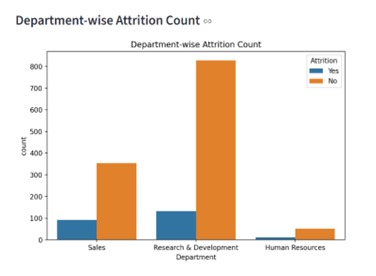 Department-wise Attrition Count
Department-wise Attrition Count
Attrition
Yes
No
800
700
600
500
400
300
200
100
0
count
Sales
Research & Development
Human Resources
Department